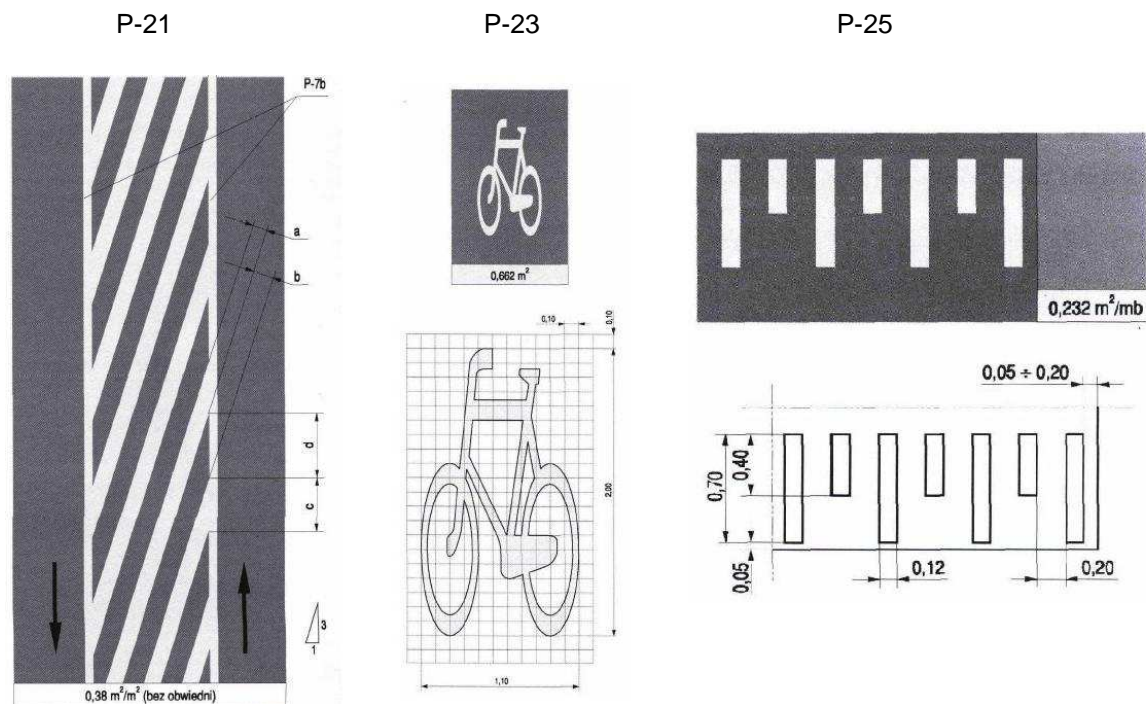 P-21
P-23
P-25
P-7b
a
b
d
c
3
1
0,38 m²/m² (bez obwiedni)
0,662 m²
0,10
0,10
2,00
1,10
0,232 m²/mb
0,05 ÷ 0,20
0,70
0,40
0,05
0,12
0,20